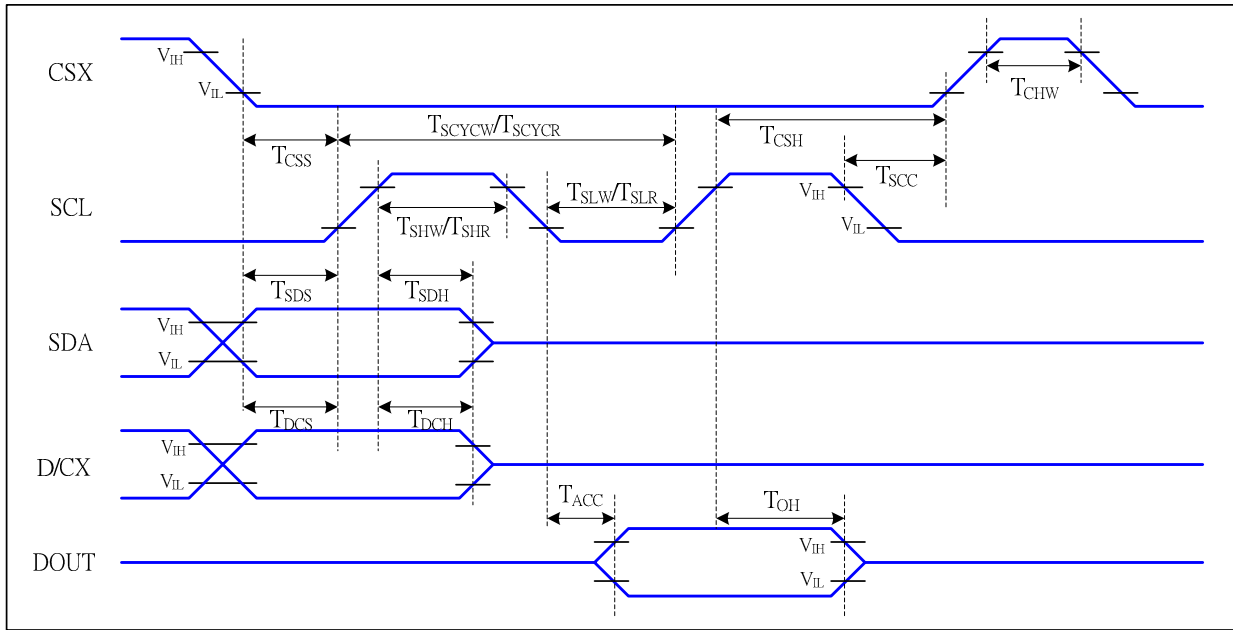 CSX
VIH
VIL
TCHW
TSCYCW/TSCYCR
TCSS
TCSH
TSCC
SCL
TSHW/TSHR
TSLW/TSLR
VIH
VIL
TSDS
TSDH
SDA
VIH
VIL
TDCS
TDCH
D/CX
VIH
VIL
TACC
TOH
DOUT
VIH
VIL